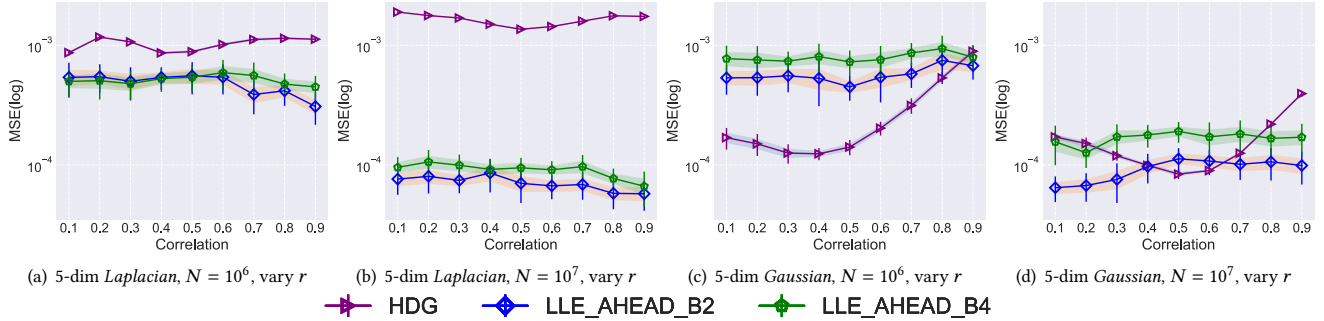 10⁻³
10⁻⁴
MSE(log)
0.1 0.2 0.3 0.4 0.5 0.6 0.7 0.8 0.9
Correlation
10⁻³
10⁻⁴
MSE(log)
0.1 0.2 0.3 0.4 0.5 0.6 0.7 0.8 0.9
Correlation
10⁻³
10⁻⁴
MSE(log)
0.1 0.2 0.3 0.4 0.5 0.6 0.7 0.8 0.9
Correlation
10⁻³
10⁻⁴
MSE(log)
0.1 0.2 0.3 0.4 0.5 0.6 0.7 0.8 0.9
Correlation
(a) 5-dim Laplacian, N = 10⁶, vary r
(b) 5-dim Laplacian, N = 10⁷, vary r
(c) 5-dim Gaussian, N = 10⁶, vary r
(d) 5-dim Gaussian, N = 10⁷, vary r
HDG LLE_AHEAD_B2 LLE_AHEAD_B4